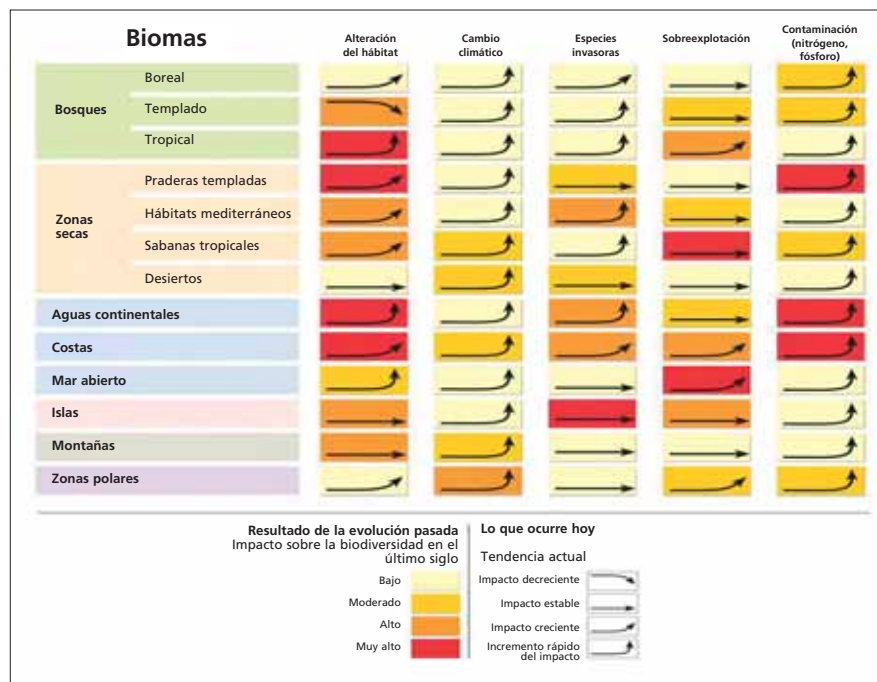 Biomas
Alteración
del hábitat
Cambio
climático
Especies
invasoras
Sobreexplotación
Contaminación
(nitrógeno,
fósforo)
Bosques
Boreal
Templado
Tropical
Zonas
secas
Praderas templadas
Hábitats mediterráneos
Sabanas tropicales
Desiertos
Aguas continentales
Costas
Mar abierto
Islas
Montañas
Zonas polares
Resultado de la evolución pasada
Impacto sobre la biodiversidad en el
último siglo
Bajo
Moderado
Alto
Muy alto
Lo que ocurre hoy
Tendencia actual
Impacto decreciente
Impacto estable
Impacto creciente
Incremento rápido
del impacto